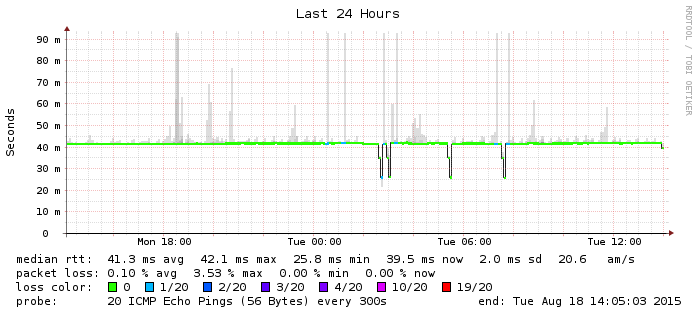 Last 24 Hours
RRDTOOL / TOBI OETIKER
Seconds
90 m
80 m
70 m
60 m
50 m
40 m
30 m
20 m
10 m
0
Mon 18:00 Tue 00:00 Tue 06:00 Tue 12:00
median rtt: 41.3 ms avg 42.1 ms max 25.8 ms min 39.5 ms now 2.0 ms sd 20.6 am/s
packet loss: 0.10 % avg 3.53 % max 0.00 % min 0.00 % now
loss color: 0 1/20 2/20 3/20 4/20 10/20 19/20
probe: 20 ICMP Echo Pings (56 Bytes) every 300s end: Tue Aug 18 14:05:03 2015